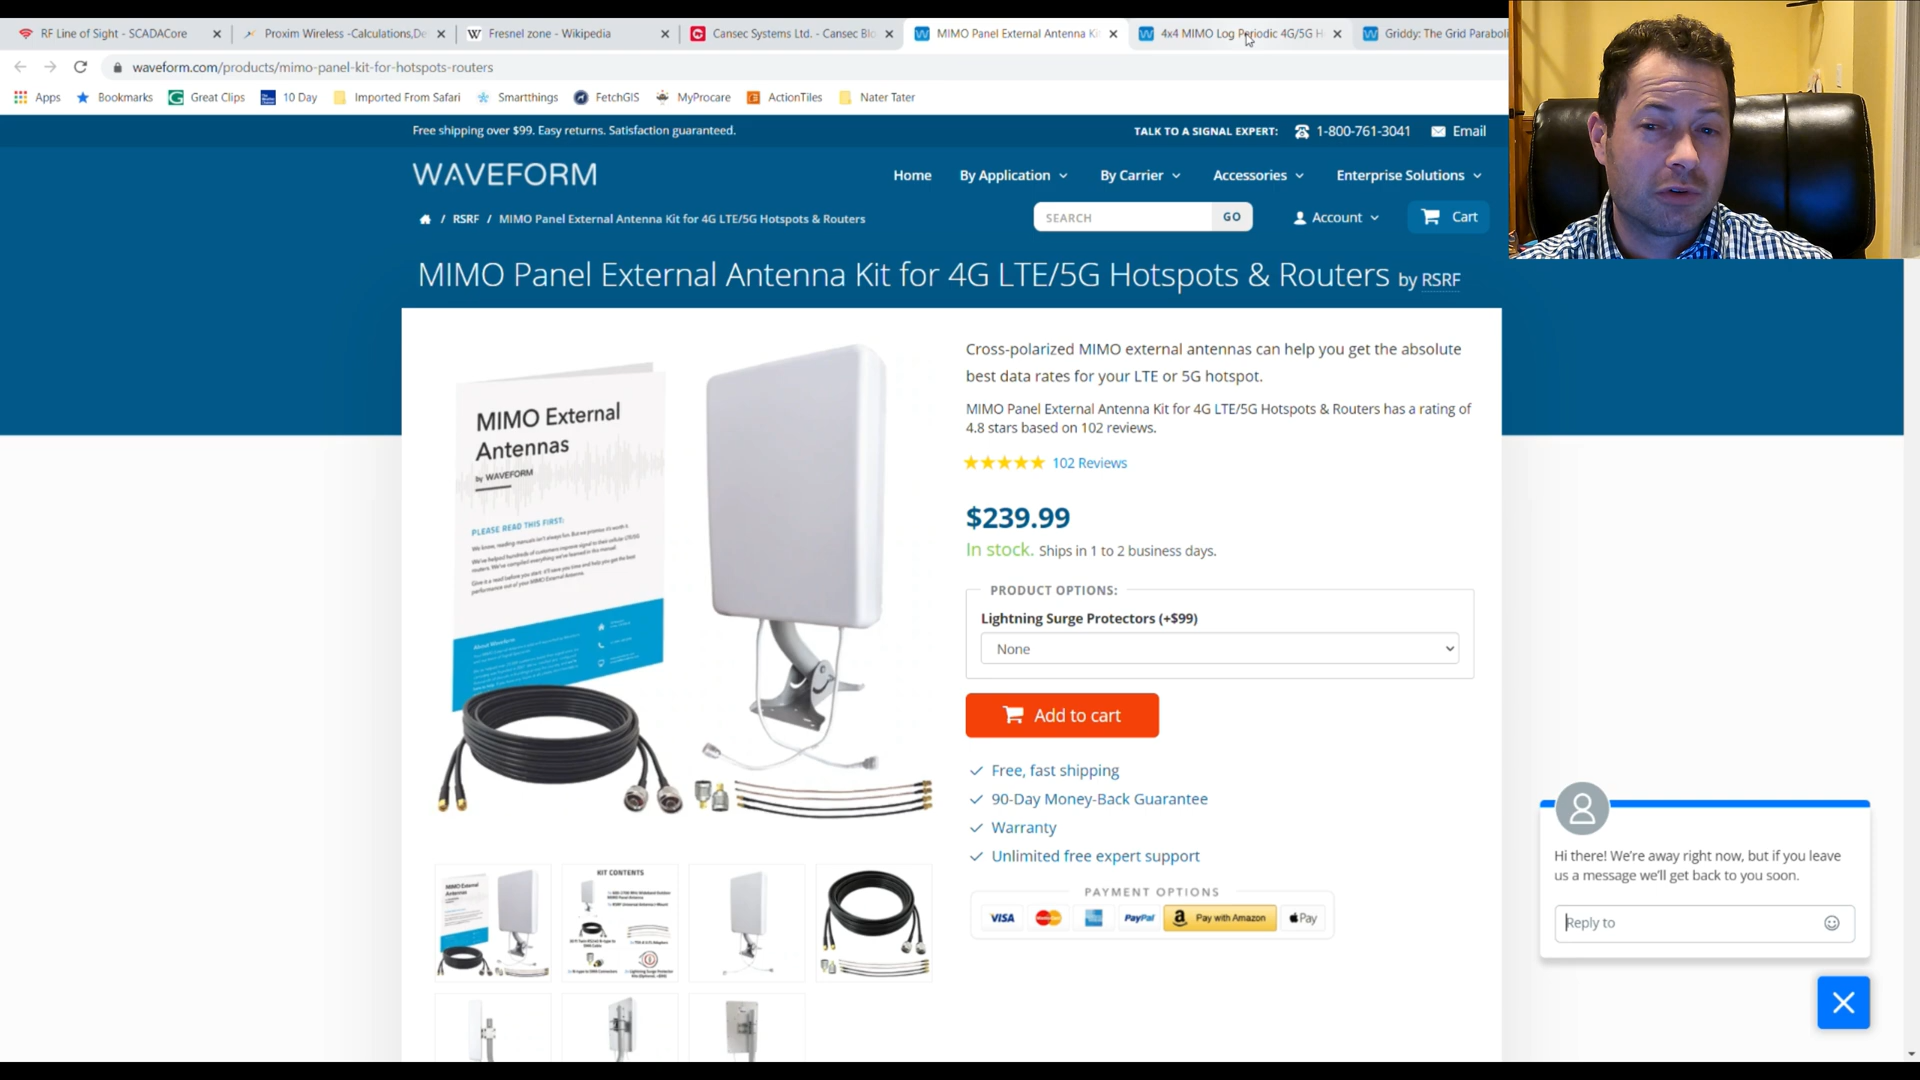 RF Line of Sight - SCADACore
Proxim Wireless -Calculations,De
Fresnel zone - Wikipedia
Cansec Systems Ltd. - Cansec Blo
MIMO Panel External Antenna Ki
4x4 MIMO Log Periodic 4G/5G H
Griddy: The Grid Paraboli
waveform.com/products/mimo-panel-kit-for-hotspots-routers
Apps
Bookmarks
Great Clips
10 Day
Imported From Safari
Smartthings
FetchGIS
MyProcare
ActionTiles
Nater Tater
Free shipping over $99. Easy returns. Satisfaction guaranteed.
TALK TO A SIGNAL EXPERT: 1-800-761-3041 Email
WAVEFORM
Home By Application By Carrier Accessories Enterprise Solutions
/ RSRF / MIMO Panel External Antenna Kit for 4G LTE/5G Hotspots & Routers
SEARCH GO
Account
Cart
MIMO Panel External Antenna Kit for 4G LTE/5G Hotspots & Routers by RSRF
MIMO External
Antennas
by WAVEFORM
PLEASE READ THIS FIRST:
Cross-polarized MIMO external antennas can help you get the absolute
best data rates for your LTE or 5G hotspot.
MIMO Panel External Antenna Kit for 4G LTE/5G Hotspots & Routers has a rating of
4.8 stars based on 102 reviews.
102 Reviews
$239.99
In stock. Ships in 1 to 2 business days.
PRODUCT OPTIONS:
Lightning Surge Protectors (+$99)
None
Add to cart
Free, fast shipping
90-Day Money-Back Guarantee
Warranty
Unlimited free expert support
PAYMENT OPTIONS
VISA
PayPal
Pay with Amazon
Pay
MIMO External
Antennas
KIT CONTENTS
Hi there! We're away right now, but if you leave
us a message we'll get back to you soon.
Reply to